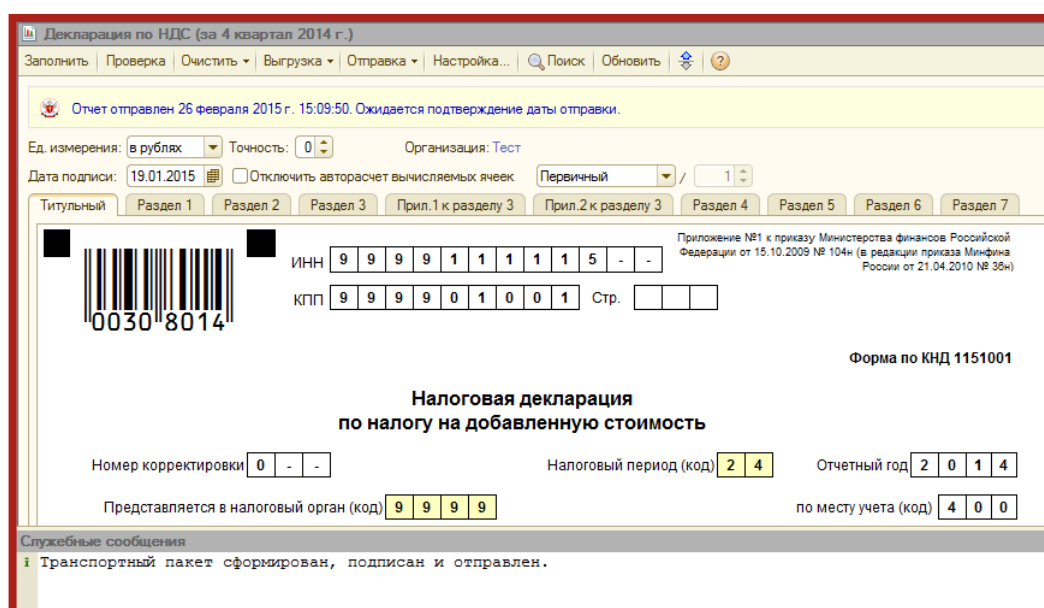 Декларация по НДС (за 4 квартал 2014 г.)
Заполнить Проверка Очистить Выгрузка Отправка Настройка... Поиск Обновить ?
Отчет отправлен 26 февраля 2015 г. 15:09:50. Ожидается подтверждение даты отправки.
Ед. измерения: в рублях Точность: 0 Организация: Тест
Дата подписи: 19.01.2015 Отключить авторасчет вычисляемых ячеек Первичный / 1
Титульный Раздел 1 Раздел 2 Раздел 3 Прил.1 к разделу 3 Прил.2 к разделу 3 Раздел 4 Раздел 5 Раздел 6 Раздел 7
Приложение №1 к приказу Министерства финансов Российской
Федерации от 15.10.2009 № 104н (в редакции приказа Минфина
России от 21.04.2010 № 36н)
ИНН 9 9 9 9 1 1 1 1 1 5 - -
КПП 9 9 9 9 0 1 0 0 1 Стр.
0030 8014
Форма по КНД 1151001
Налоговая декларация
по налогу на добавленную стоимость
Номер корректировки 0 - - Налоговый период (код) 2 4 Отчетный год 2 0 1 4
Представляется в налоговый орган (код) 9 9 9 9 по месту учета (код) 4 0 0
Служебные сообщения
i Транспортный пакет сформирован, подписан и отправлен.